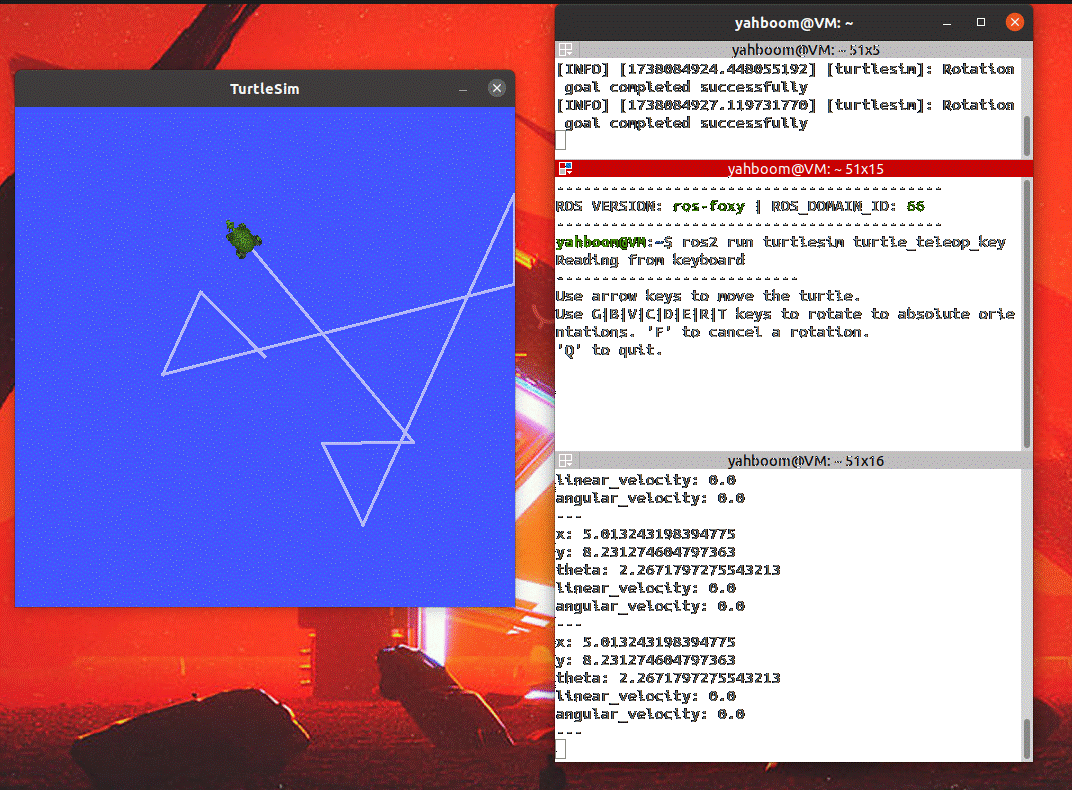 TurtleSim
yahboom@VM: ~
yahboom@VM: ~ 51x5
[INFO] [1738084924.448055192] [turtlesim]: Rotation
goal completed successfully
[INFO] [1738084927.119731770] [turtlesim]: Rotation
goal completed successfully
yahboom@VM: ~ 51x15
-------------------------------------------
ROS VERSION: ros-foxy | ROS_DOMAIN_ID: 66
-------------------------------------------
yahboom@VM:~$ ros2 run turtlesim turtle_teleop_key
Reading from keyboard
---------------------------
Use arrow keys to move the turtle.
Use G|B|V|C|D|E|R|T keys to rotate to absolute orie
ntations. 'F' to cancel a rotation.
'Q' to quit.
yahboom@VM: ~ 51x16
linear_velocity: 0.0
angular_velocity: 0.0
---
x: 5.013243198394775
y: 8.231274604797363
theta: 2.2671797275543213
linear_velocity: 0.0
angular_velocity: 0.0
---
x: 5.013243198394775
y: 8.231274604797363
theta: 2.2671797275543213
linear_velocity: 0.0
angular_velocity: 0.0
---